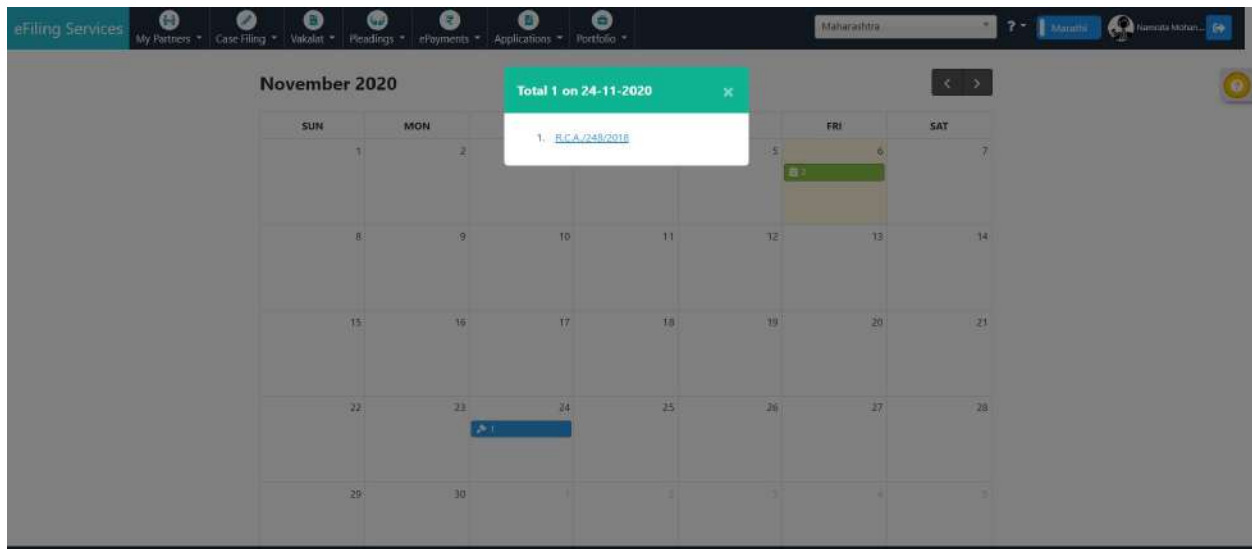 eFiling Services
My Partners Case Filing Vakalat Pleadings ePayments Applications Portfolio
Maharashtra
? Marathi Namrata Mohan...
November 2020
Total 1 on 24-11-2020 ×
1. R.C.A./248/2018
SUN MON FRI SAT
1 2 5 6 7
2
8 9 10 11 12 13 14
15 16 17 18 19 20 21
22 23 24 25 26 27 28
1
29 30 1 2 3 4 5